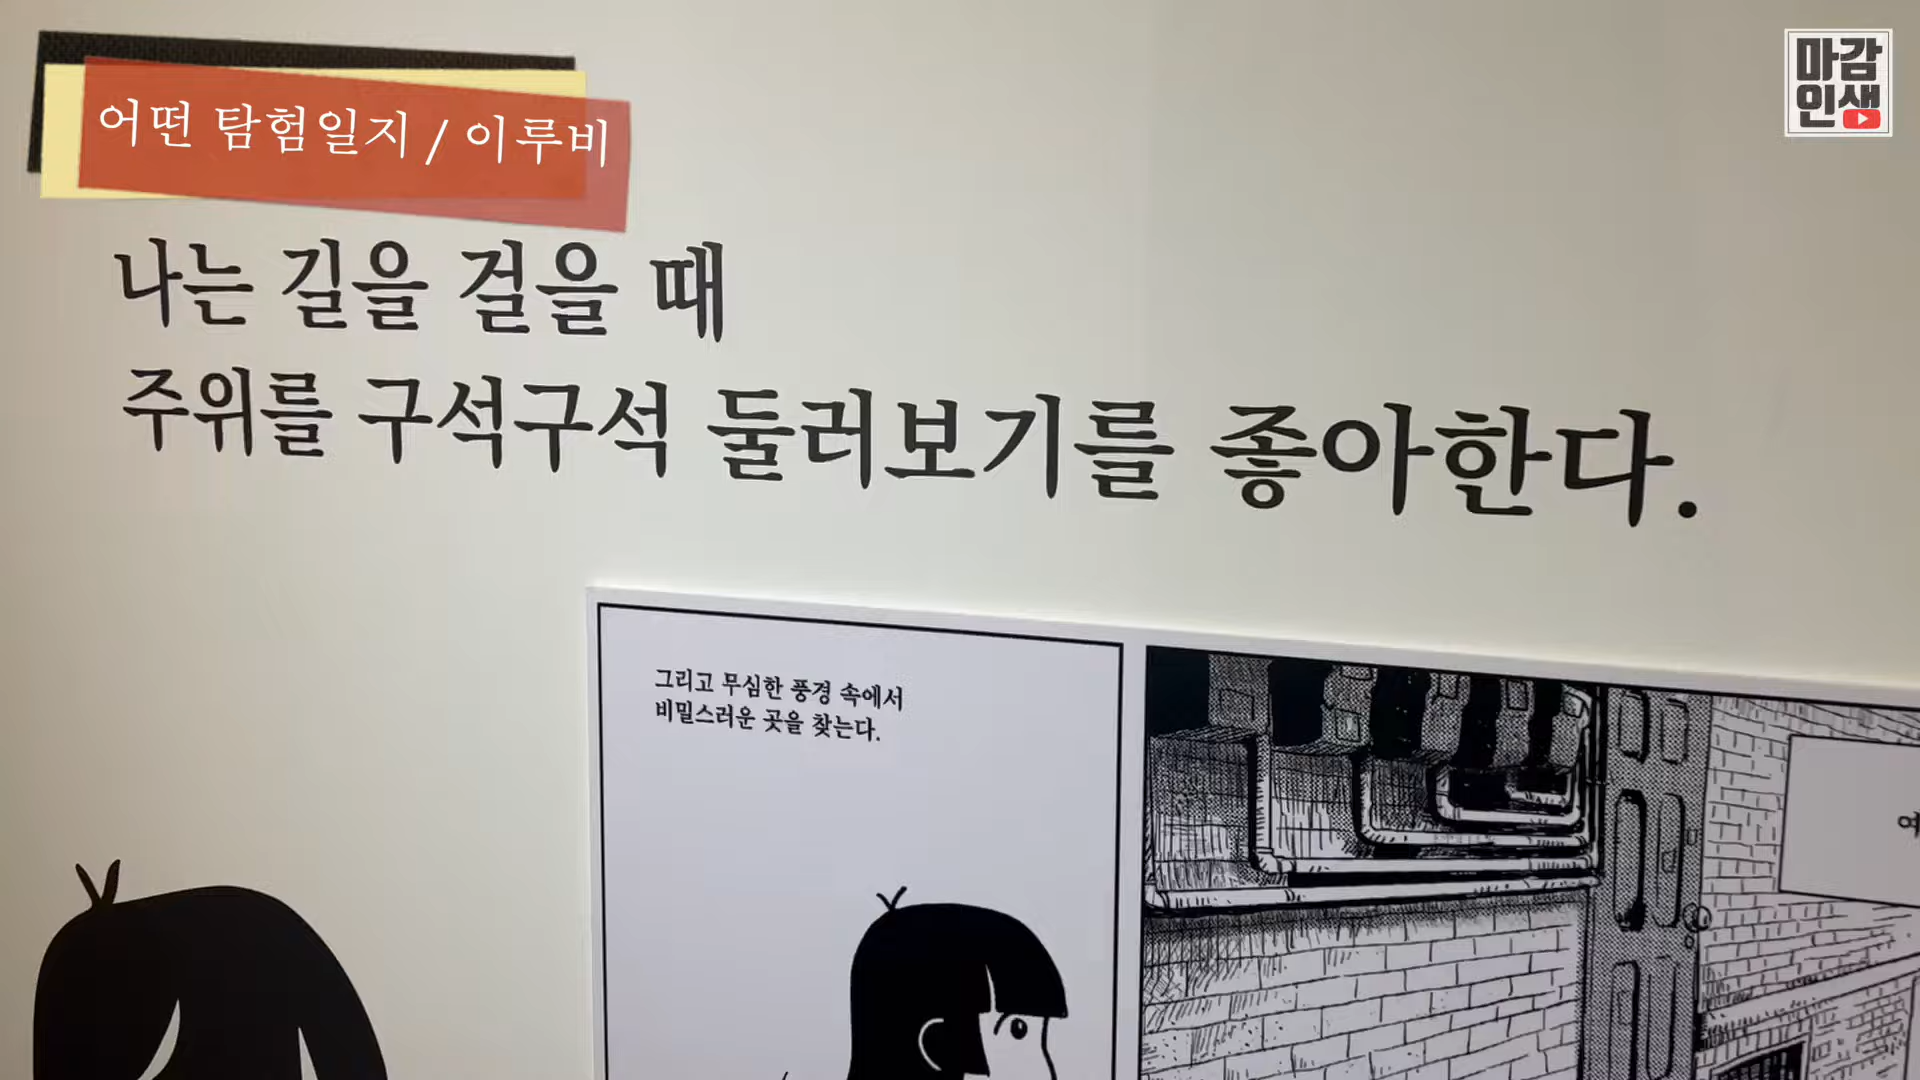 어떤 탐험일지 / 이루비
마감
인생
나는 길을 걸을 때
주위를 구석구석 둘러보기를 좋아한다.
그리고 무심한 풍경 속에서
비밀스러운 곳을 찾는다.